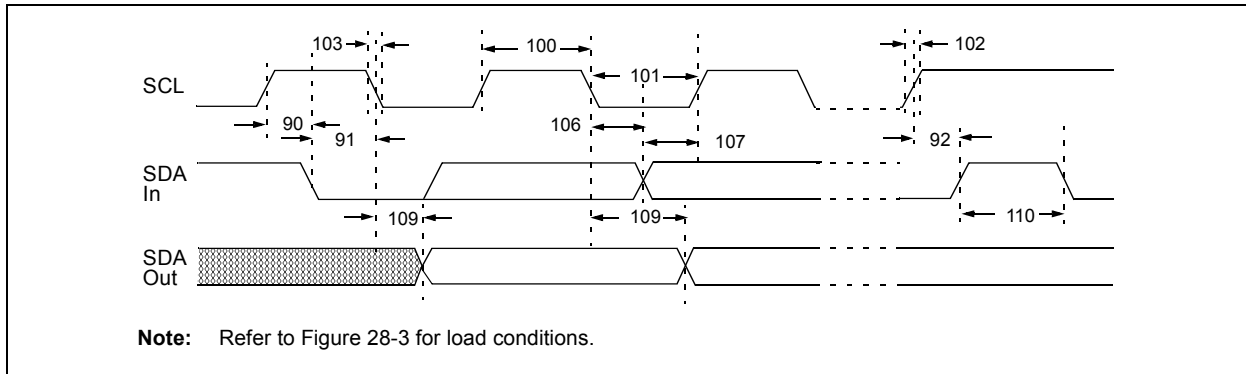 103
100
101
102
SCL
90
91
106
107
92
SDA
In
109
109
110
SDA
Out
Note: Refer to Figure 28-3 for load conditions.